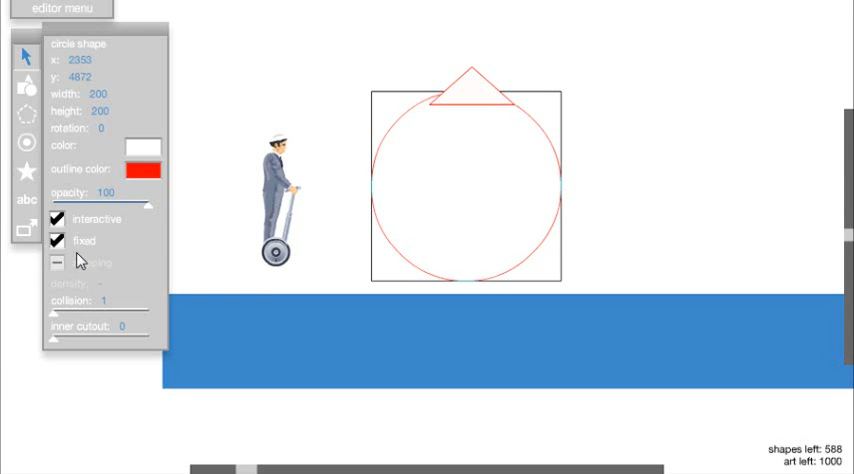 editor menu
circle shape
x: 2353
y: 4872
width: 200
height: 200
rotation: 0
color:
outline color:
opacity: 100
abc
interactive
fixed
density: -
collision: 1
inner cutout: 0
shapes left: 588
art left: 1000